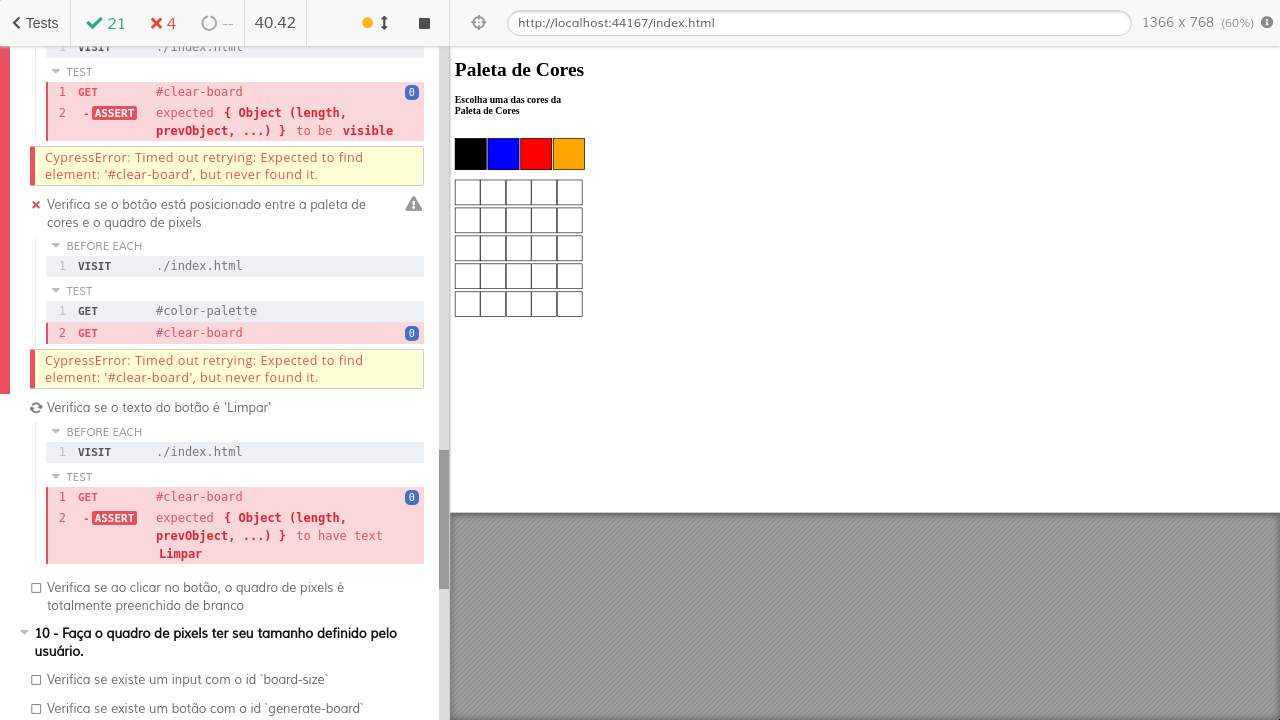 Tests 21 4 -- 40.42 http://localhost:44167/index.html 1366 x 768 (60%)
1 VISIT ./index.html
TEST
1 GET #clear-board 0
2 -ASSERT expected { Object (length,
prevObject, ...) } to be visible
CypressError: Timed out retrying: Expected to find
element: '#clear-board', but never found it.
Verifica se o botão está posicionado entre a paleta de
cores e o quadro de pixels
BEFORE EACH
1 VISIT ./index.html
TEST
1 GET #color-palette
2 GET #clear-board 0
CypressError: Timed out retrying: Expected to find
element: '#clear-board', but never found it.
Verifica se o texto do botão é 'Limpar'
BEFORE EACH
1 VISIT ./index.html
TEST
1 GET #clear-board 0
2 -ASSERT expected { Object (length,
prevObject, ...) } to have text
Limpar
Verifica se ao clicar no botão, o quadro de pixels é
totalmente preenchido de branco
10 - Faça o quadro de pixels ter seu tamanho definido pelo
usuário.
Verifica se existe um input com o id `board-size`
Verifica se existe um botão com o id `generate-board`
Paleta de Cores
Escolha uma das cores da
Paleta de Cores